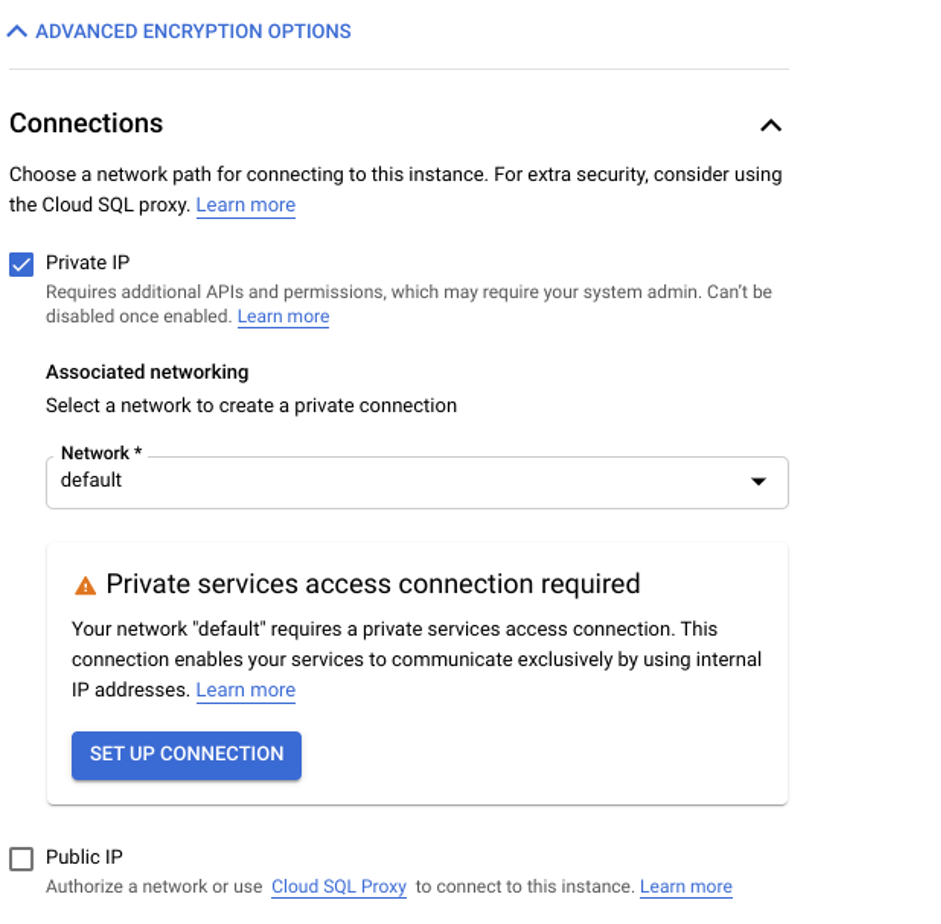 ADVANCED ENCRYPTION OPTIONS
Connections
Choose a network path for connecting to this instance. For extra security, consider using
the Cloud SQL proxy. Learn more
Private IP
Requires additional APIs and permissions, which may require your system admin. Can't be
disabled once enabled. Learn more
Associated networking
Select a network to create a private connection
Network *
default
Private services access connection required
Your network "default" requires a private services access connection. This
connection enables your services to communicate exclusively by using internal
IP addresses. Learn more
SET UP CONNECTION
Public IP
Authorize a network or use Cloud SQL Proxy to connect to this instance. Learn more